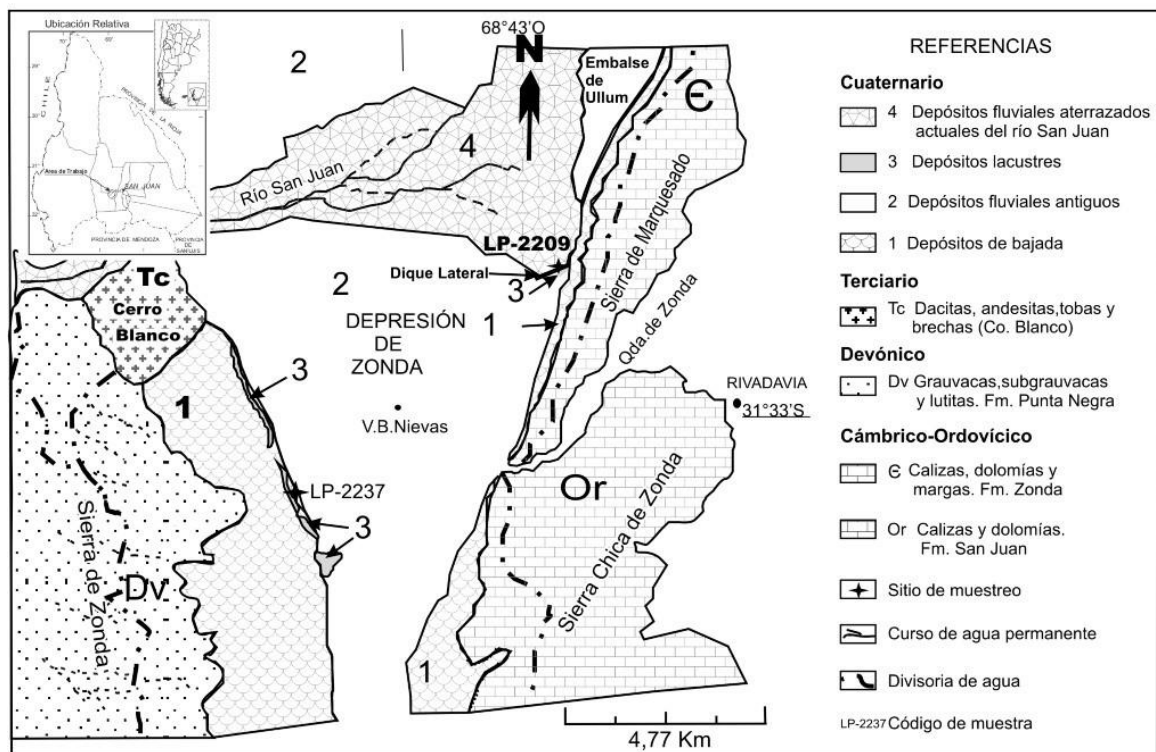 Ubicación Relativa
PROVINCIA DE LA RIOJA
Area de Trabajo
SAN JUAN
PROVINCIA DE MENDOZA
PROVINCIA
DE
SAN LUIS
68°43'O
N
2
Embalse
de
Ullum
Є
4
Río San Juan
Sierra de Marquesado
LP-2209
Dique Lateral
3
Tc
Cerro
Blanco
2
DEPRESIÓN
DE
ZONDA
1
Qda.de Zonda
3
1
V.B.Nievas
RIVADAVIA
31°33'S
LP-2237
3
Or
Sierra de Zonda
Dv
Sierra Chica de Zonda
1
4,77 Km
REFERENCIAS
Cuaternario
4 Depósitos fluviales aterrazados
actuales del río San Juan
3 Depósitos lacustres
2 Depósitos fluviales antiguos
1 Depósitos de bajada
Terciario
Tc Dacitas, andesitas,tobas y
brechas (Co. Blanco)
Devónico
Dv Grauvacas,subgrauvacas
y lutitas. Fm. Punta Negra
Cámbrico-Ordovícico
Є Calizas, dolomías y
margas. Fm. Zonda
Or Calizas y dolomías.
Fm. San Juan
Sitio de muestreo
Curso de agua permanente
Divisoria de agua
LP-2237 Código de muestra